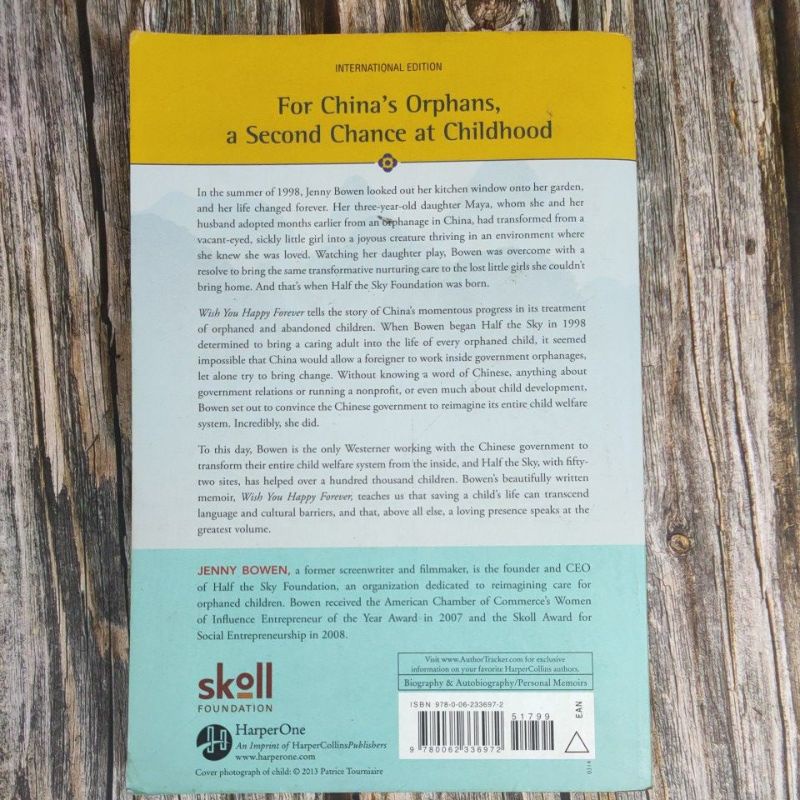 INTERNATIONAL EDITION
For China's Orphans,
a Second Chance at Childhood
In the summer of 1998, Jenny Bowen looked out her kitchen window onto her garden,
and her life changed forever. Her three-year-old daughter Maya, whom she and her
husband adopted months earlier from an orphanage in China, had transformed from a
vacant-eyed, sickly little girl into a joyous creature thriving in an environment where
she knew she was loved. Watching her daughter play, Bowen was overcome with a
resolve to bring the same transformative nurturing care to the lost little girls she couldn't
bring home. And that's when Half the Sky Foundation was born.
Wish You Happy Forever tells the story of China's momentous progress in its treatment
of orphaned and abandoned children. When Bowen began Half the Sky in 1998
determined to bring a caring adult into the life of every orphaned child, it seemed
impossible that China would allow a foreigner to work inside government orphanages,
let alone try to bring change. Without knowing a word of Chinese, anything about
government relations or running a nonprofit, or even much about child development,
Bowen set out to convince the Chinese government to reimagine its entire child welfare
system. Incredibly, she did.
To this day, Bowen is the only Westerner working with the Chinese government to
transform their entire child welfare system from the inside, and Half the Sky, with fifty-
two sites, has helped over a hundred thousand children. Bowen's beautifully written
memoir, Wish You Happy Forever, teaches us that saving a child's life can transcend
language and cultural barriers, and that, above all else, a loving presence speaks at the
greatest volume.
JENNY BOWEN, a former screenwriter and filmmaker, is the founder and CEO
of Half the Sky Foundation, an organization dedicated to reimagining care for
orphaned children. Bowen received the American Chamber of Commerce's Women
of Influence Entrepreneur of the Year Award in 2007 and the Skoll Award for
Social Entrepreneurship in 2008.
skoll
FOUNDATION
HarperOne
An Imprint of HarperCollinsPublishers
www.harperone.com
Cover photograph of child: © 2013 Patrice Tourniaire
Visit www.AuthorTracker.com for exclusive
information on your favorite HarperCollins authors.
Biography & Autobiography/Personal Memoirs
ISBN 978-0-06-233697-2
51799
9 780062 336972
EAN
0314